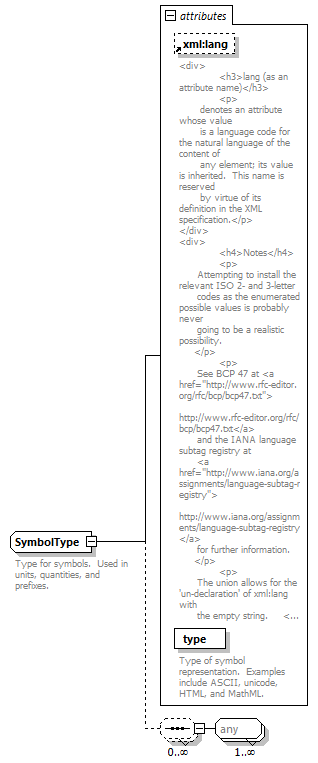 attributes
xml:lang
<div>
<h3>lang (as an
attribute name)</h3>
<p>
denotes an attribute
whose value
is a language code for
the natural language of the
content of
any element; its value
is inherited.  This name is
reserved
by virtue of its
definition in the XML
specification.</p>
</div>
<div>
<h4>Notes</h4>
<p>
Attempting to install the
relevant ISO 2- and 3-letter
codes as the enumerated
possible values is probably
never
going to be a realistic
possibility.
</p>
<p>
See BCP 47 at <a
href="http://www.rfc-editor.
org/rfc/bcp/bcp47.txt">
http://www.rfc-editor.org/rfc/
bcp/bcp47.txt</a>
and the IANA language
subtag registry at
<a
href="http://www.iana.org/a
ssignments/language-subtag-r
egistry">
http://www.iana.org/assignm
ents/language-subtag-registry
</a>
for further information.
</p>
<p>
The union allows for the
'un-declaration' of xml:lang
with
the empty string.     <...
SymbolType
Type for symbols.  Used in
units, quantities, and
prefixes.
type
Type of symbol
representation.  Examples
include ASCII, unicode,
HTML, and MathML.
any
0..∞
1..∞